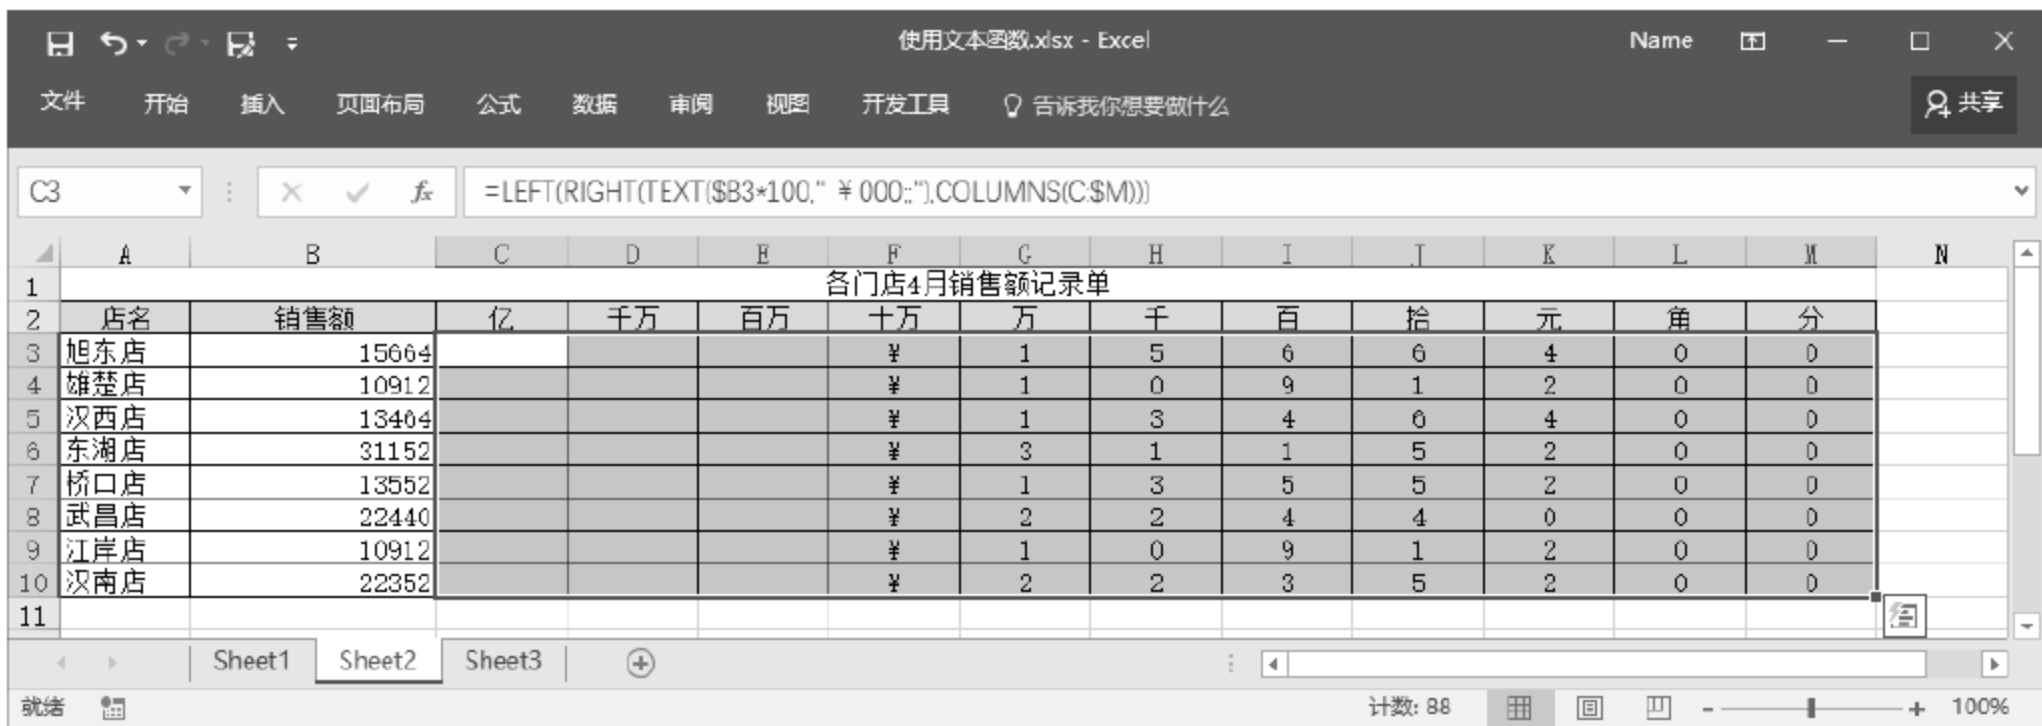 使用文本函数.xlsx - Excel Name
文件 开始 插入 页面布局 公式 数据 审阅 视图 开发工具 告诉我你想要做什么 共享
C3 fx =LEFT(RIGHT(TEXT($B3*100," ¥000;;"),COLUMNS(C:$M)))
A B C D E F G H I J K L M N
1 各门店4月销售额记录单
2 店名 销售额 亿 千万 百万 十万 万 千 百 拾 元 角 分
3 旭东店 15664 ¥ 1 5 6 6 4 0 0
4 雄楚店 10912 ¥ 1 0 9 1 2 0 0
5 汉西店 13464 ¥ 1 3 4 6 4 0 0
6 东湖店 31152 ¥ 3 1 1 5 2 0 0
7 桥口店 13552 ¥ 1 3 5 5 2 0 0
8 武昌店 22440 ¥ 2 2 4 4 0 0 0
9 江岸店 10912 ¥ 1 0 9 1 2 0 0
10 汉南店 22352 ¥ 2 2 3 5 2 0 0
11
Sheet1 Sheet2 Sheet3
就绪 计数: 88 100%